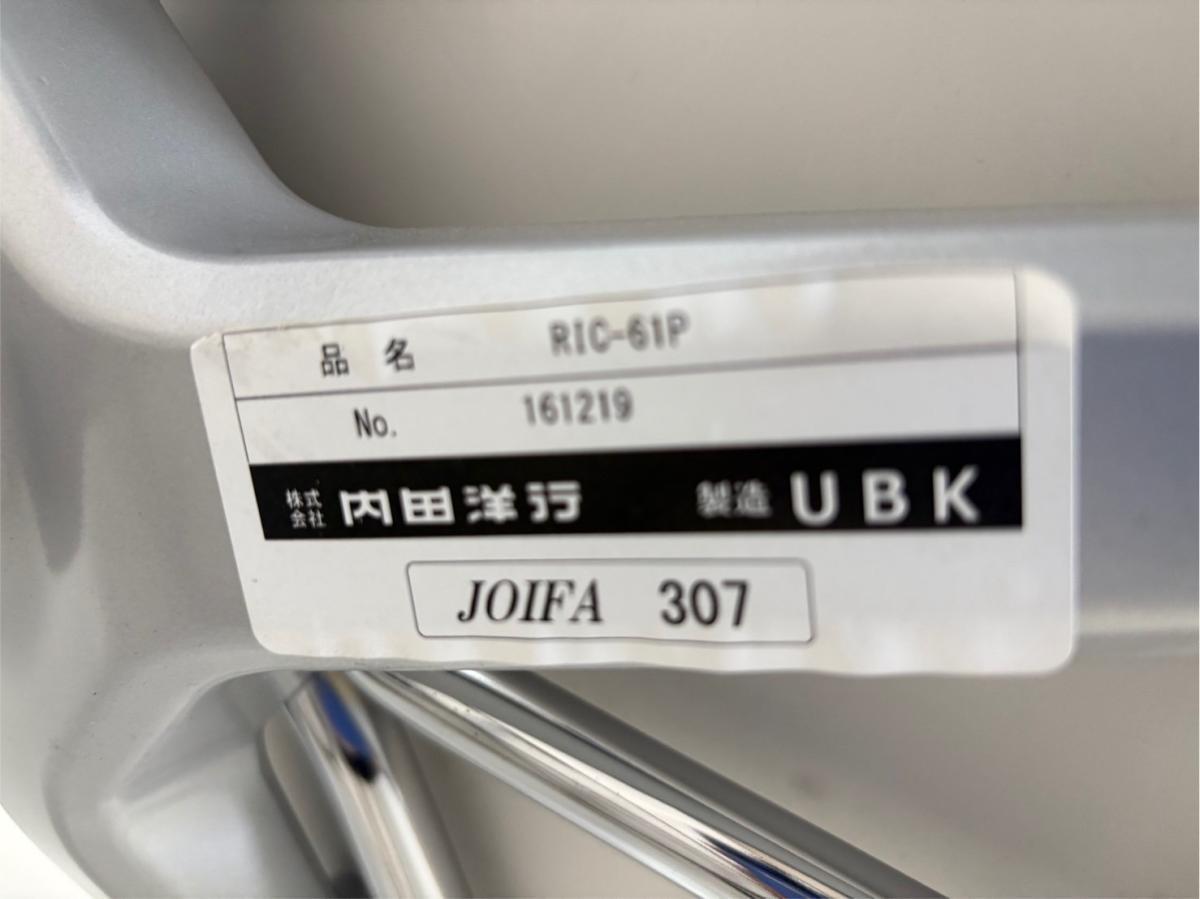 品名 RIC-61P
No. 161219
株式会社 内田洋行 製造 UBK
JOIFA 307